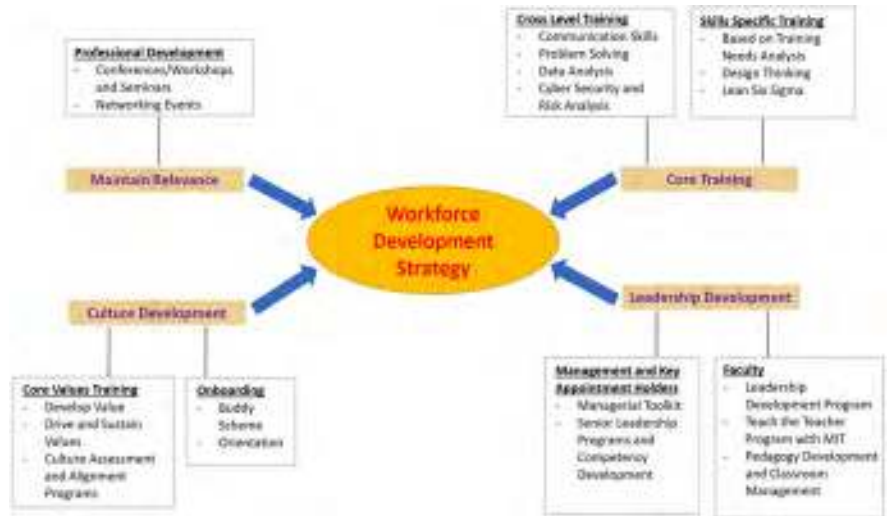 Professional Development
- Conferences/Workshops
and Seminars
- Networking Events
Cross Level Training
- Communication Skills
- Problem Solving
- Data Analysis
- Cyber Security and
Risk Analysis
Skills Specific Training
- Based on Training
Needs Analysis
- Design Thinking
- Lean Six Sigma
Maintain Relevance
Core Training
Workforce
Development
Strategy
Culture Development
Leadership Development
Core Values Training
- Develop Value
- Drive and Sustain
Values
- Culture Assessment
and Alignment
Programs
Onboarding
- Buddy
Scheme
- Orientation
Management and Key
Appointment Holders
- Managerial Toolkit
- Senior Leadership
Programs and
Competency
Development
Faculty
- Leadership
Development Program
- Teach the Teacher
Program with MIT
- Pedagogy Development
and Classroom
Management